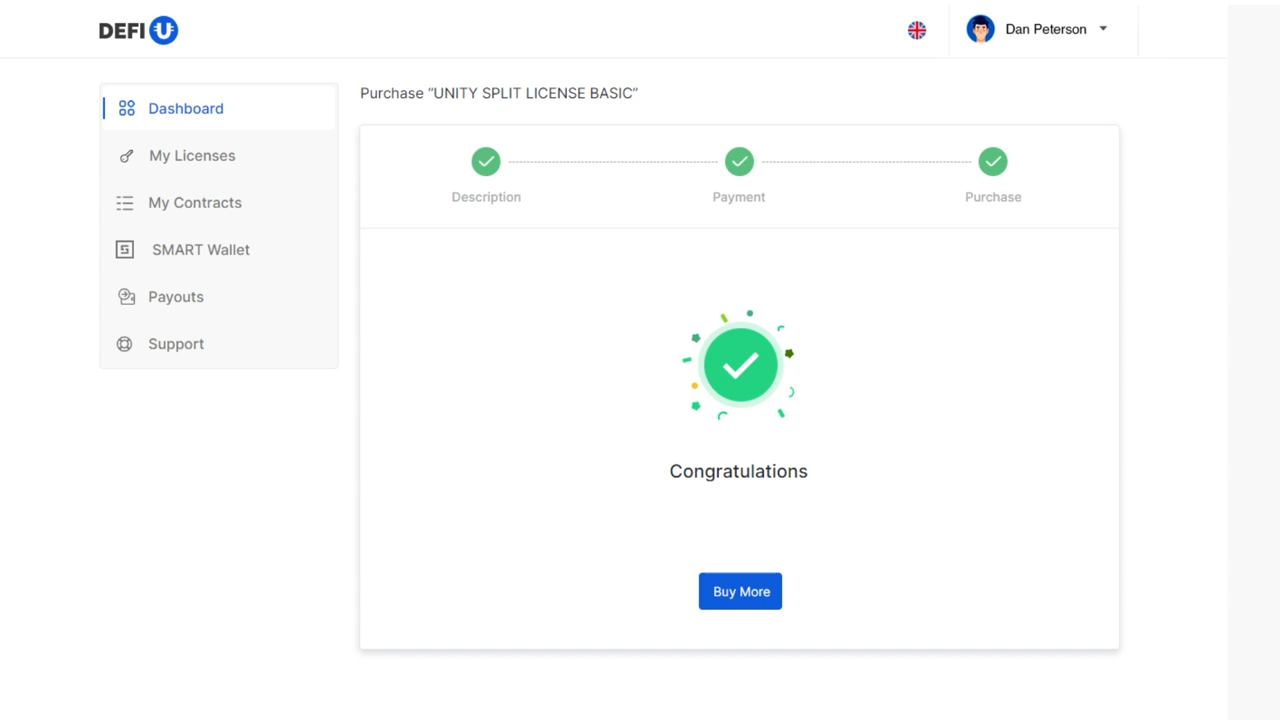 DEFI U
Dan Peterson
Dashboard
My Licenses
My Contracts
SMART Wallet
Payouts
Support
Purchase “UNITY SPLIT LICENSE BASIC”
Description
Payment
Purchase
Congratulations
Buy More